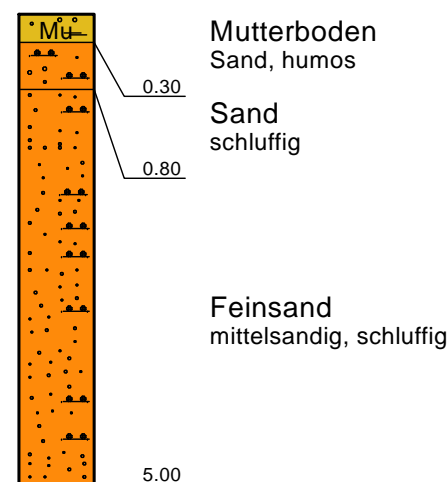 Mu
Mutterboden
Sand, humos
0.30
Sand
schluffig
0.80
Feinsand
mittelsandig, schluffig
5.00